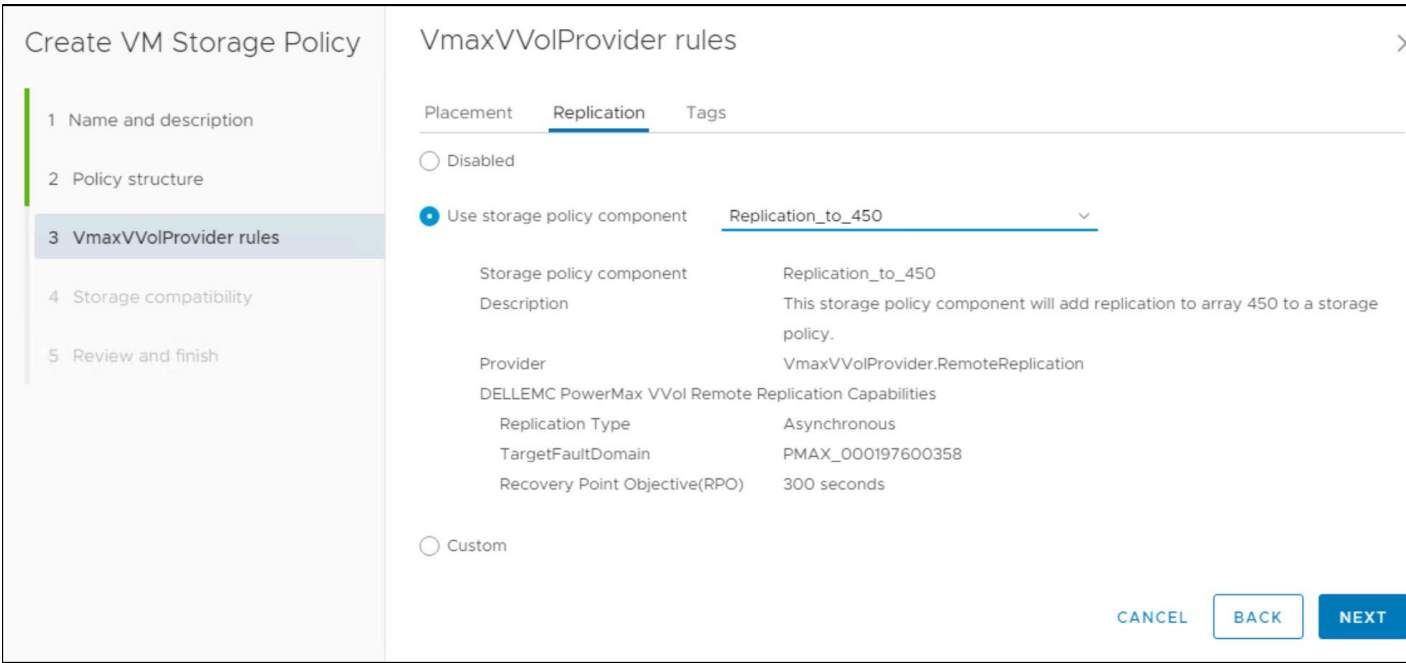 Create VM Storage Policy
1 Name and description
2 Policy structure
3 VmaxVVolProvider rules
4 Storage compatibility
5 Review and finish
VmaxVVolProvider rules
Placement Replication Tags
Disabled
Use storage policy component Replication_to_450
Storage policy component Replication_to_450
Description This storage policy component will add replication to array 450 to a storage
policy.
Provider VmaxVVolProvider.RemoteReplication
DELLEMC PowerMax VVol Remote Replication Capabilities
Replication Type Asynchronous
TargetFaultDomain PMAX_000197600358
Recovery Point Objective(RPO) 300 seconds
Custom
CANCEL BACK NEXT